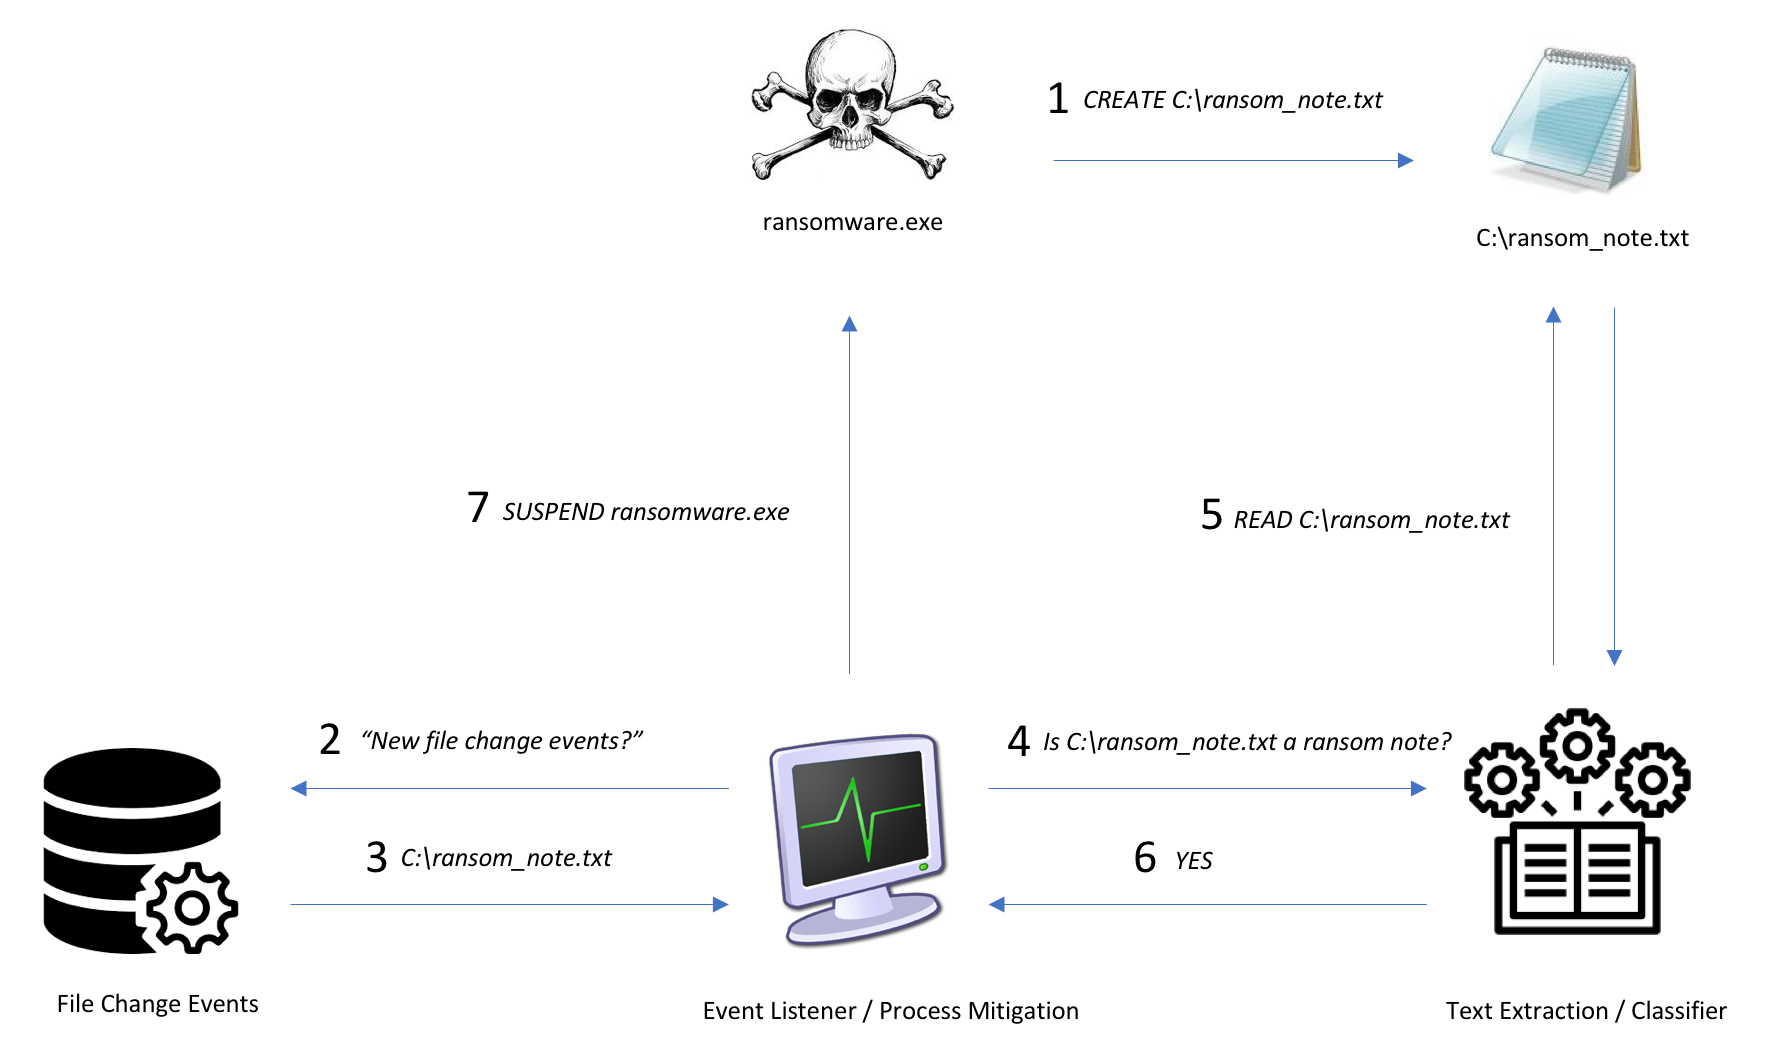 1 CREATE C:\ransom_note.txt
ransomware.exe
C:\ransom_note.txt
7 SUSPEND ransomware.exe
5 READ C:\ransom_note.txt
2 “New file change events?”
4 Is C:\ransom_note.txt a ransom note?
3 C:\ransom_note.txt
6 YES
File Change Events
Event Listener / Process Mitigation
Text Extraction / Classifier